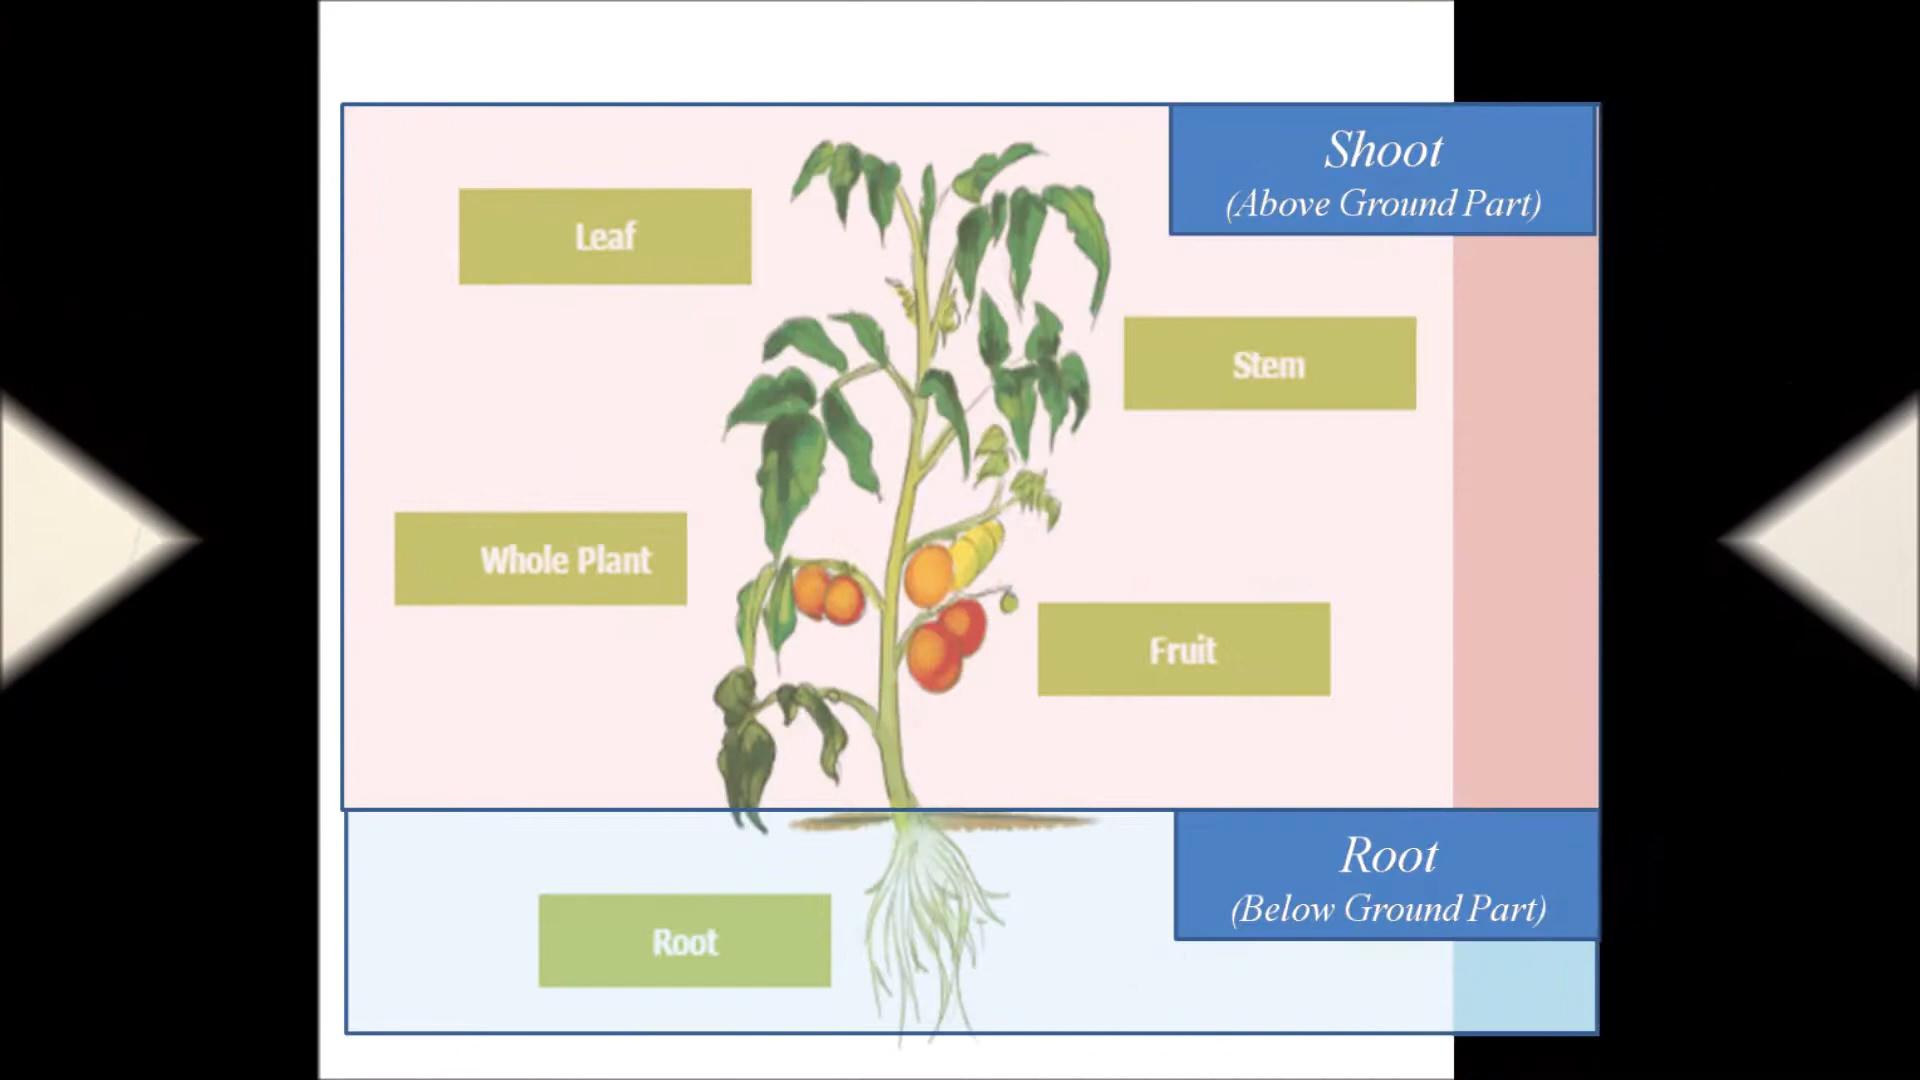 Shoot
(Above Ground Part)
Leaf
Stem
Whole Plant
Fruit
Root
(Below Ground Part)
Root